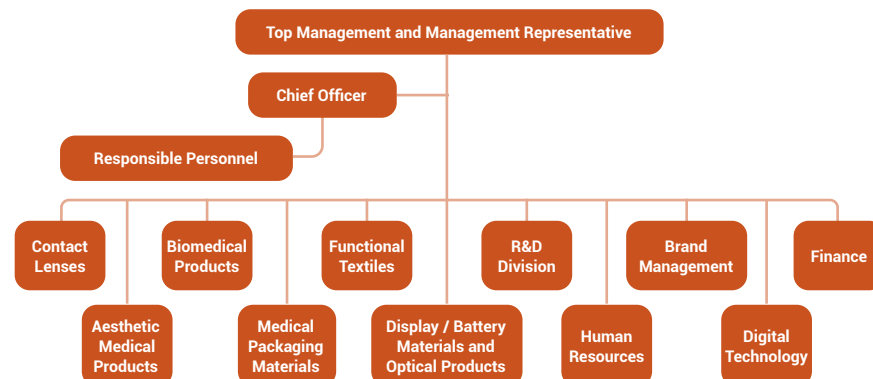 Top Management and Management Representative
Chief Officer
Responsible Personnel
Contact
Lenses
Biomedical
Products
Functional
Textiles
R&D
Division
Brand
Management
Finance
Aesthetic
Medical
Products
Medical
Packaging
Materials
Display / Battery
Materials and
Optical Products
Human
Resources
Digital
Technology